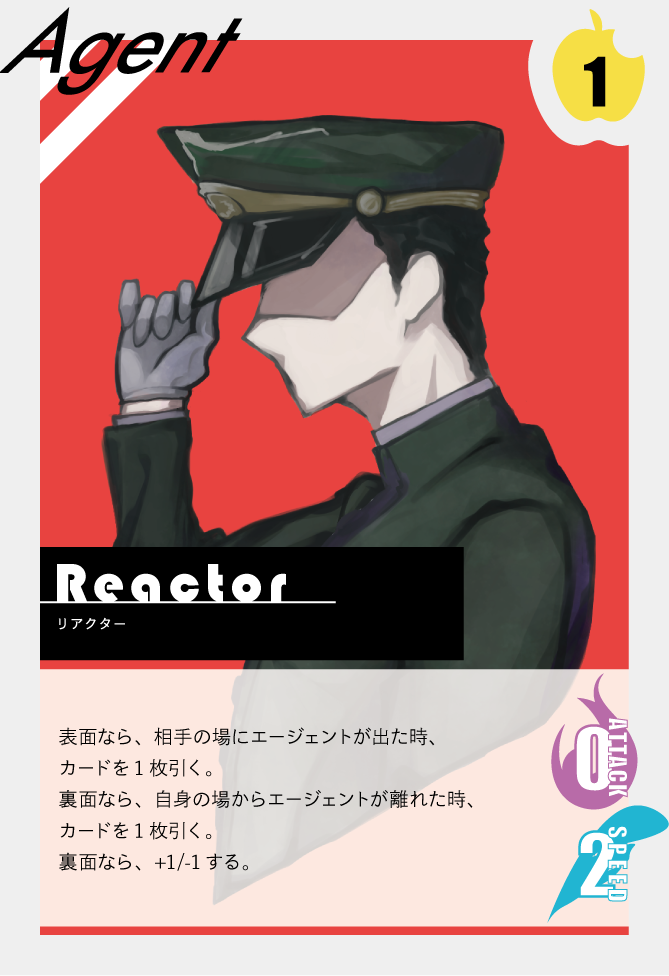 Agent
1
Reactor
リアクター
表面なら、相手の場にエージェントが出た時、
カードを1枚引く。
裏面なら、自身の場からエージェントが離れた時、
カードを1枚引く。
裏面なら、+1/-1する。
0
ATTACK
2
SPEED